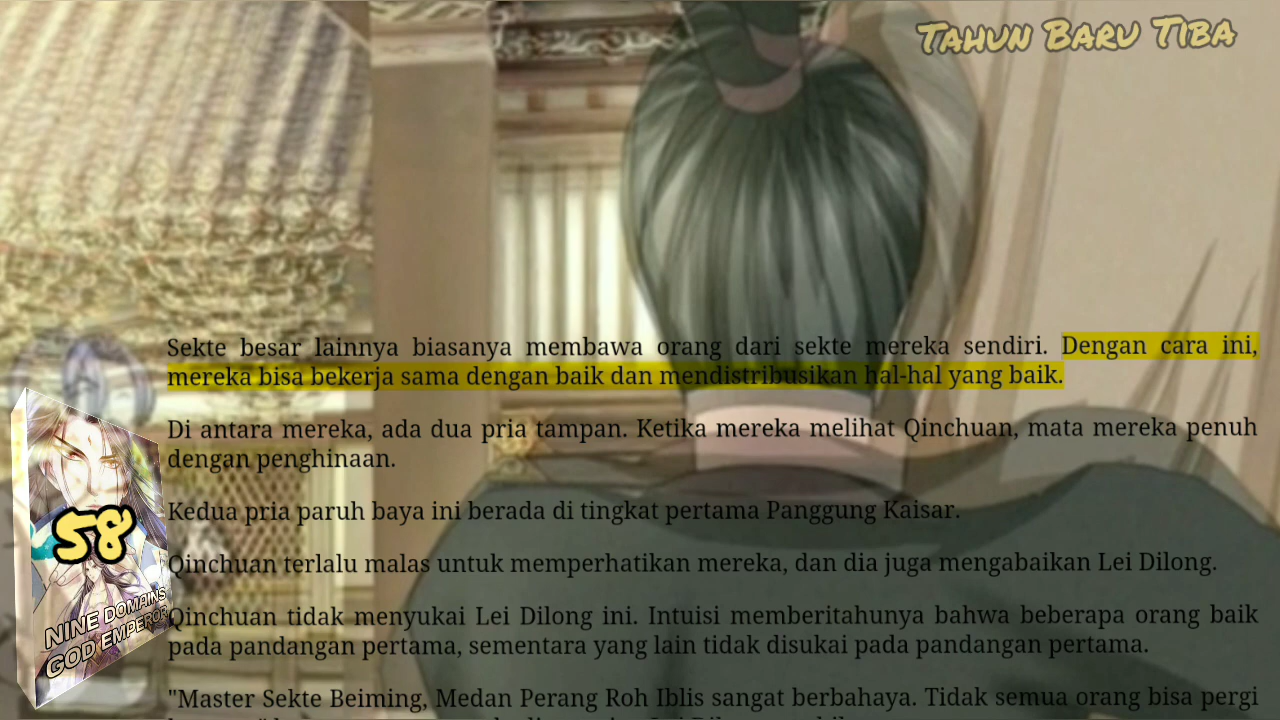 Tahun Baru Tiba
Sekte besar lainnya biasanya membawa orang dari sekte mereka sendiri. Dengan cara ini,
mereka bisa bekerja sama dengan baik dan mendistribusikan hal-hal yang baik.
Di antara mereka, ada dua pria tampan. Ketika mereka melihat Qinchuan, mata mereka penuh
dengan penghinaan.
Kedua pria paruh baya ini berada di tingkat pertama Panggung Kaisar.
58
Qinchuan terlalu malas untuk memperhatikan mereka, dan dia juga mengabaikan Lei Dilong.
NINE DOMAINS
GOD EMPEROR
Qinchuan tidak menyukai Lei Dilong ini. Intuisi memberitahunya bahwa beberapa orang baik
pada pandangan pertama, sementara yang lain tidak disukai pada pandangan pertama.
"Master Sekte Beiming, Medan Perang Roh Iblis sangat berbahaya. Tidak semua orang bisa pergi